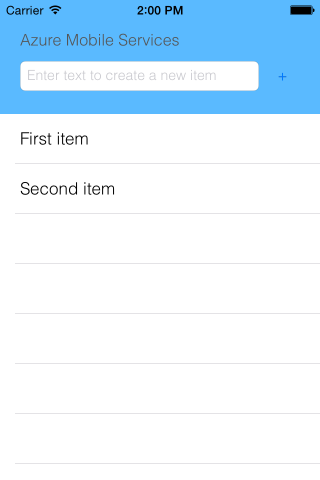 Carrier 2:00 PM
Azure Mobile Services
Enter text to create a new item +
First item
Second item